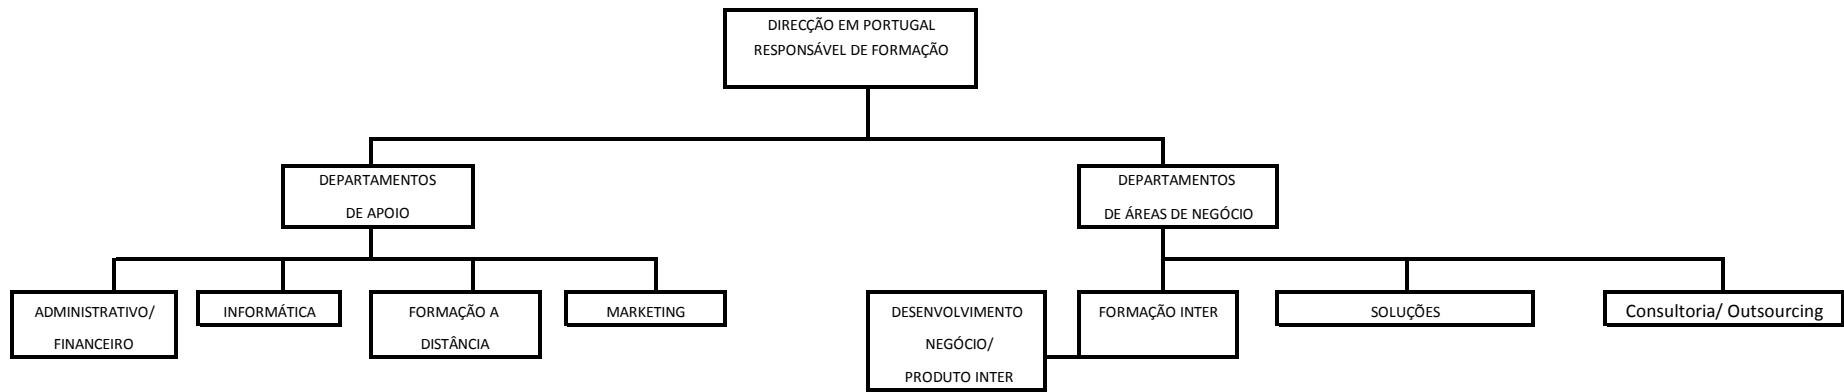 DIRECÇÃO EM PORTUGAL
RESPONSÁVEL DE FORMAÇÃO
DEPARTAMENTOS
DE APOIO
DEPARTAMENTOS
DE ÁREAS DE NEGÓCIO
ADMINISTRATIVO/
FINANCEIRO
INFORMÁTICA
FORMAÇÃO A
DISTÂNCIA
MARKETING
DESENVOLVIMENTO
NEGÓCIO/
PRODUTO INTER
FORMAÇÃO INTER
SOLUÇÕES
Consultoria/ Outsourcing